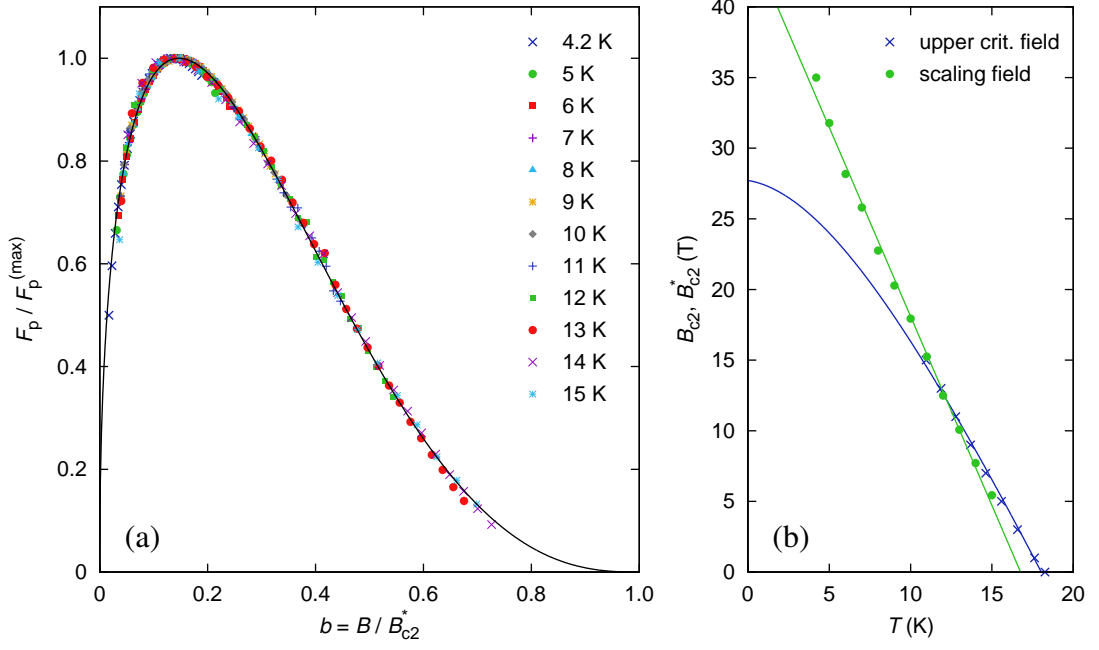 1.0
0.8
0.6
0.4
0.2
0
0 0.2 0.4 0.6 0.8 1.0
F_p / F_p^(max)
b = B / B*_c2
(a)
4.2 K
5 K
6 K
7 K
8 K
9 K
10 K
11 K
12 K
13 K
14 K
15 K
40
35
30
25
20
15
10
5
0
0 5 10 15 20
B_c2, B*_c2 (T)
T (K)
(b)
upper crit. field
scaling field